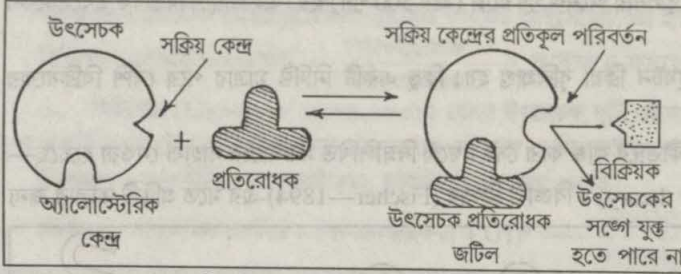 উৎসেচক
সক্রিয় কেন্দ্র
সক্রিয় কেন্দ্রের প্রতিকূল পরিবর্তন
+
প্রতিরোধক
অ্যালোস্টেরিক
কেন্দ্র
উৎসেচক প্রতিরোধক
জটিল
বিক্রিয়ক
উৎসেচকের
সঙ্গে যুক্ত
হতে পারে না